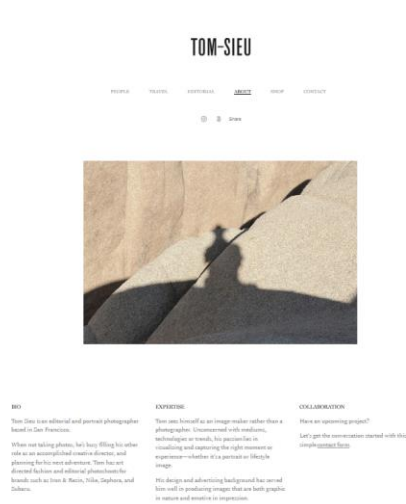 TOM-SIEU
PEOPLE TRAVEL EDITORIAL ABOUT SHOP CONTACT
Share
BIO
Tom Sieu is an editorial and portrait photographer
based in San Francisco.
When not taking photos, he's busy filling his other
role as an accomplished creative director, and
planning for his next adventure. Tom has art
directed fashion and editorial photoshoots for
brands such as Iron & Resin, Nike, Sephora, and
Subaru.
EXPERTISE
Tom sees himself as an image maker rather than a
photographer. Unconcerned with mediums,
technologies or trends, his passion lies in
visualizing and capturing the right moment or
experience—whether it's a portrait or lifestyle
image.
His design and advertising background has served
him well in producing images that are both graphic
in nature and emotive in impression.
COLLABORATION
Have an upcoming project?
Let's get the conversation started with this
simple contact form.